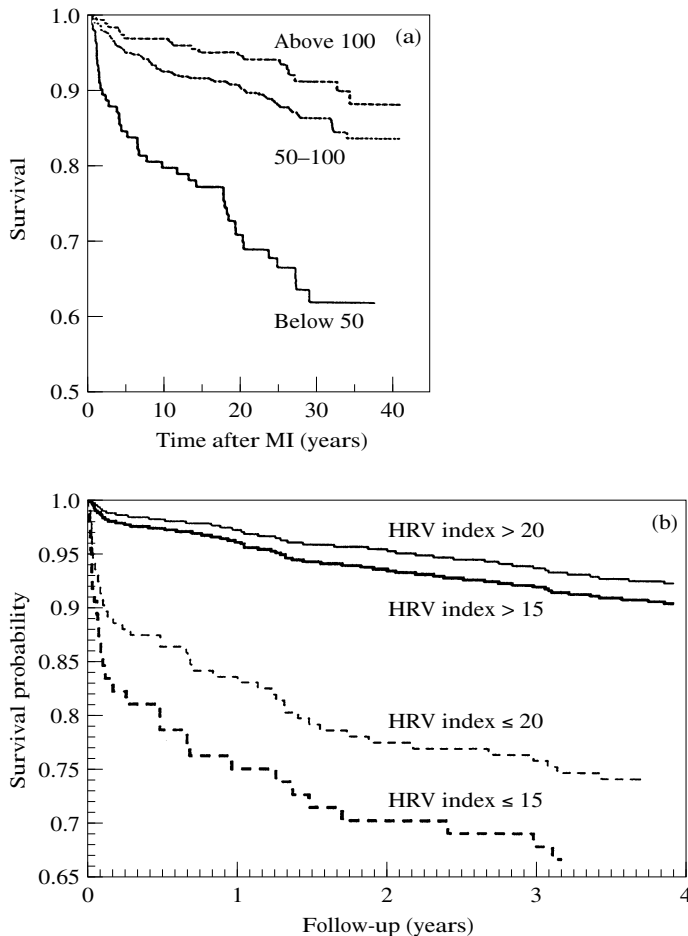 1.0
(a)
Above 100
0.9
50–100
0.8
Survival
0.7
0.6
Below 50
0.5
0 10 20 30 40
Time after MI (years)
1.0
(b)
HRV index > 20
0.95
0.9
HRV index > 15
0.85
Survival probability
0.8
HRV index ≤ 20
0.75
HRV index ≤ 15
0.7
0.65
0 1 2 3 4
Follow-up (years)